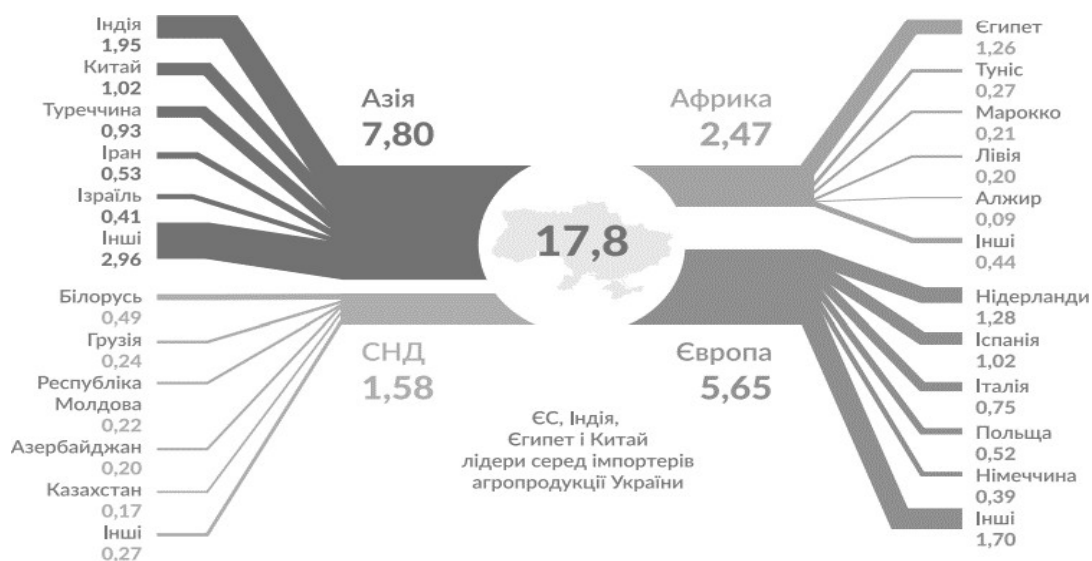 Індія
1,95
Китай
1,02
Туреччина
0,93
Іран
0,53
Ізраїль
0,41
Інші
2,96
Азія
7,80
Білорусь
0,49
Грузія
0,24
Республіка
Молдова
0,22
Азербайджан
0,20
Казахстан
0,17
Інші
0,27
СНД
1,58
17,8
ЄС, Індія,
Єгипет і Китай
лідери серед імпортерів
агропродукції України
Африка
2,47
Єгипет
1,26
Туніс
0,27
Марокко
0,21
Лівія
0,20
Алжир
0,09
Інші
0,44
Європа
5,65
Нідерланди
1,28
Іспанія
1,02
Італія
0,75
Польща
0,52
Німеччина
0,39
Інші
1,70